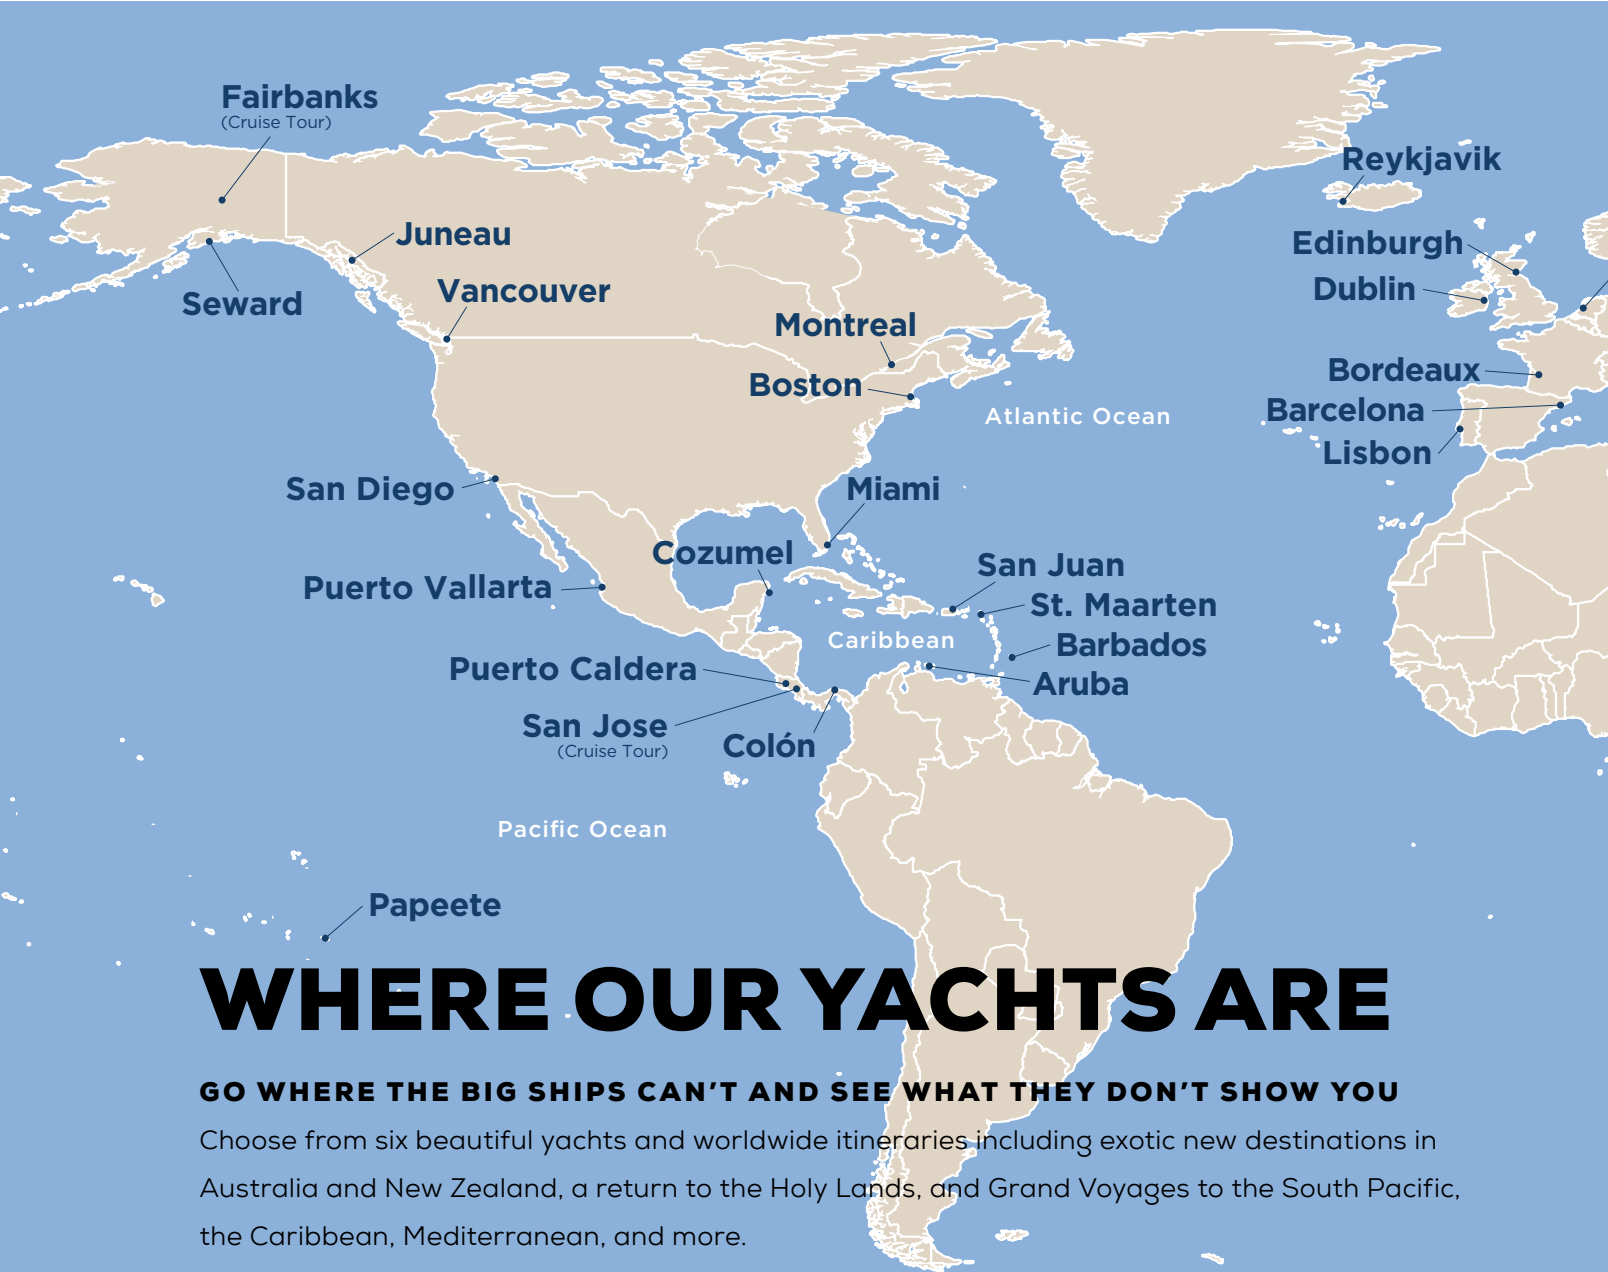 Fairbanks
(Cruise Tour)
Reykjavik
Juneau
Edinburgh
Vancouver
Dublin
Seward
Montreal
Bordeaux
Boston
Barcelona
Atlantic Ocean
Lisbon
San Diego
Miami
Cozumel
San Juan
Puerto Vallarta
St. Maarten
Caribbean
Barbados
Puerto Caldera
Aruba
San Jose
(Cruise Tour)
Colón
Pacific Ocean
Papeete
WHERE OUR YACHTS ARE
GO WHERE THE BIG SHIPS CAN'T AND SEE WHAT THEY DON'T SHOW YOU
Choose from six beautiful yachts and worldwide itineraries including exotic new destinations in
Australia and New Zealand, a return to the Holy Lands, and Grand Voyages to the South Pacific,
the Caribbean, Mediterranean, and more.